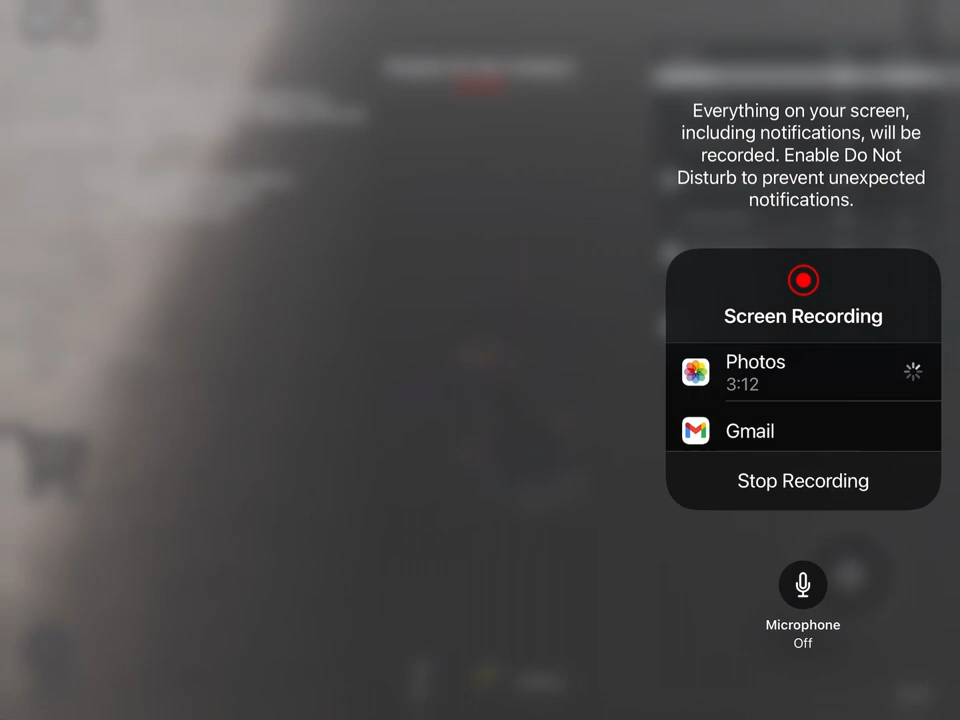 Everything on your screen,
including notifications, will be
recorded. Enable Do Not
Disturb to prevent unexpected
notifications.
Screen Recording
Photos
3:12
Gmail
Stop Recording
Microphone
Off